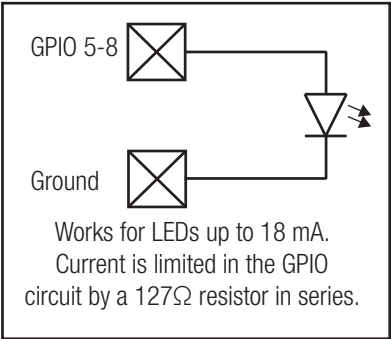 GPIO 5-8
Ground
Works for LEDs up to 18 mA.
Current is limited in the GPIO
circuit by a 127Ω resistor in series.